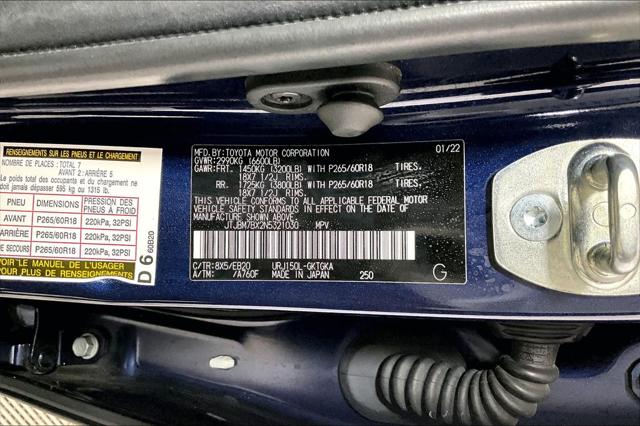 RENSEIGNEMENTS SUR LES PNEUS ET LE CHARGEMENT
NOMBRE DE PLACES: TOTAL 7
AVANT 2: ARRIÈRE 5
Le poids total des occupants et du chargement ne
doit jamais dépasser 595 kg ou 1315 lb.
PNEU DIMENSIONS PRESSION DES PNEUS À FROID
AVANT P265/60R18 220kPa, 32PSI
ARRIÈRE P265/60R18 220kPa, 32PSI
DE SECOURS P265/60R18 220kPa, 32PSI
VOIR LE MANUEL DE L'USAGER
POUR PLUS DE RENSEIGNEMENTS
D6 60B20
MFD. BY: TOYOTA MOTOR CORPORATION 01/22
GVWR: 2990KG (6600LB)
GAWR: FRT. 1450KG (3200LB) WITH P265/60R18 TIRES.
18X7 1/2J RIMS.
RR. 1725KG (3800LB) WITH P265/60R18 TIRES.
18X7 1/2J RIMS.
THIS VEHICLE CONFORMS TO ALL APPLICABLE FEDERAL MOTOR
VEHICLE SAFETY STANDARDS IN EFFECT ON THE DATE OF
MANUFACTURE SHOWN ABOVE.
JTJBM7BX2N5321030 MPV
C/TR: 8X5/EB20 URJ150L-GKTGKA
A/TM: /A760F MADE IN JAPAN 250 G